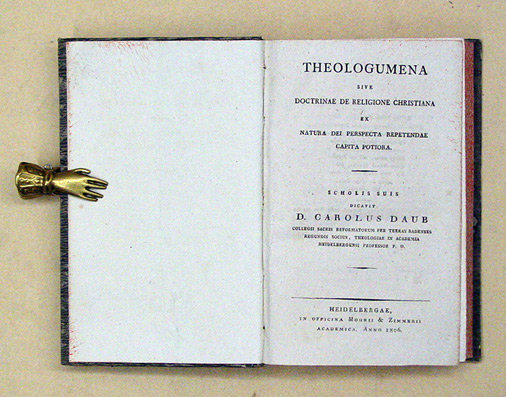 THEOLOGUMENA
SIVE
DOCTRINAE DE RELIGIONE CHRISTIANA
EX
NATURA DEI PERSPECTA REPETENDAE
CAPITA POTIORA.
SCHOLIS SUIS
DICAVIT
D. CAROLUS DAUB
COLLEGII SACRIS REFORMATORUM PER TERRAS BADENSES
REGUNDIS SOCIUS, THEOLOGIAE IN ACADEMIA
HEIDELBERGENSI PROFESSOR P. O.
HEIDELBERGAE,
IN OFFICINA MOHRII & ZIMMERII
ACADEMICA. ANNO 1806.